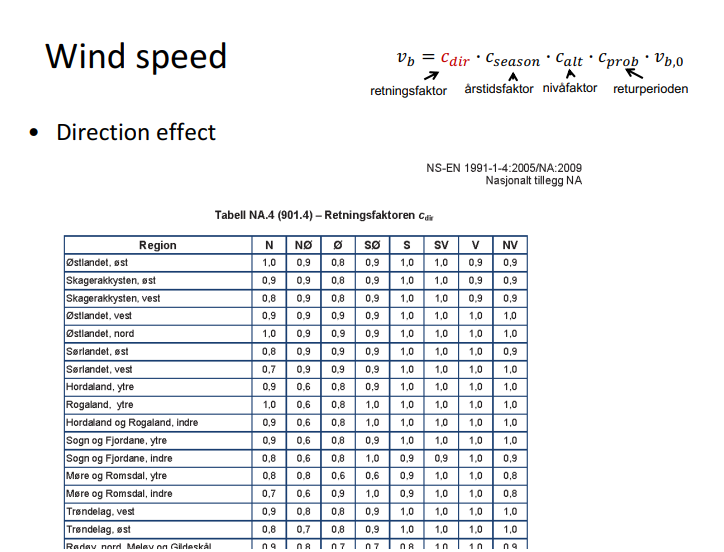 Wind speed
v_b = c_dir · c_season · c_alt · c_prob · v_b,0
retningsfaktor årstidsfaktor nivåfaktor returperioden
• Direction effect
NS-EN 1991-1-4:2005/NA:2009
Nasjonalt tillegg NA
Tabell NA.4 (901.4) – Retningsfaktoren c_dir
Region N NØ Ø SØ S SV V NV
Østlandet, øst 1,0 0,9 0,8 0,9 1,0 1,0 0,9 0,9
Skagerakkysten, øst 0,9 0,9 0,8 0,9 1,0 1,0 0,9 0,9
Skagerakkysten, vest 0,8 0,9 0,8 0,9 1,0 1,0 0,9 0,9
Østlandet, vest 0,9 0,9 0,9 0,9 1,0 1,0 1,0 1,0
Østlandet, nord 1,0 0,9 0,9 0,9 1,0 1,0 1,0 1,0
Sørlandet, øst 0,8 0,9 0,9 0,9 1,0 1,0 1,0 0,9
Sørlandet, vest 0,7 0,9 0,9 0,9 1,0 1,0 1,0 1,0
Hordaland, ytre 0,9 0,6 0,8 0,9 1,0 1,0 1,0 1,0
Rogaland, ytre 1,0 0,6 0,8 1,0 1,0 1,0 1,0 1,0
Hordaland og Rogaland, indre 0,9 0,6 0,8 1,0 1,0 1,0 1,0 1,0
Sogn og Fjordane, ytre 0,9 0,6 0,8 0,9 1,0 1,0 1,0 1,0
Sogn og Fjordane, indre 0,8 0,6 0,8 1,0 0,9 0,9 1,0 0,9
Møre og Romsdal, ytre 0,8 0,8 0,6 0,6 0,9 1,0 1,0 0,8
Møre og Romsdal, indre 0,7 0,6 0,9 1,0 0,9 1,0 1,0 0,8
Trøndelag, vest 0,9 0,8 0,8 0,9 1,0 1,0 1,0 1,0
Trøndelag, øst 0,8 0,7 0,8 0,9 1,0 1,0 1,0 1,0
Rødøy, nord, Meløy og Gildeskål 0,9 0,8 0,7 0,7 0,8 1,0 1,0 0,9